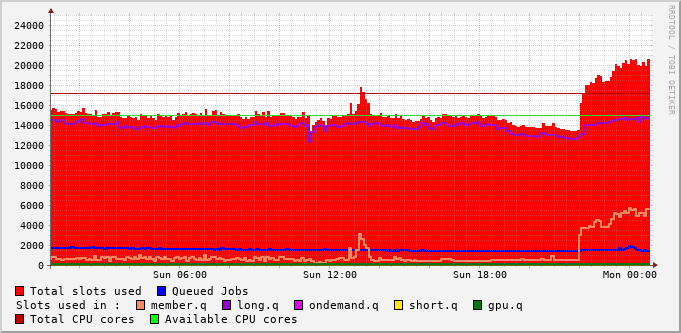 24000
22000
20000
18000
16000
14000
12000
10000
8000
6000
4000
2000
0
Sun 06:00 Sun 12:00 Sun 18:00 Mon 00:00
RRDTOOL / TOBI OETIKER
Total slots used Queued Jobs
Slots used in : member.q long.q ondemand.q short.q gpu.q
Total CPU cores Available CPU cores